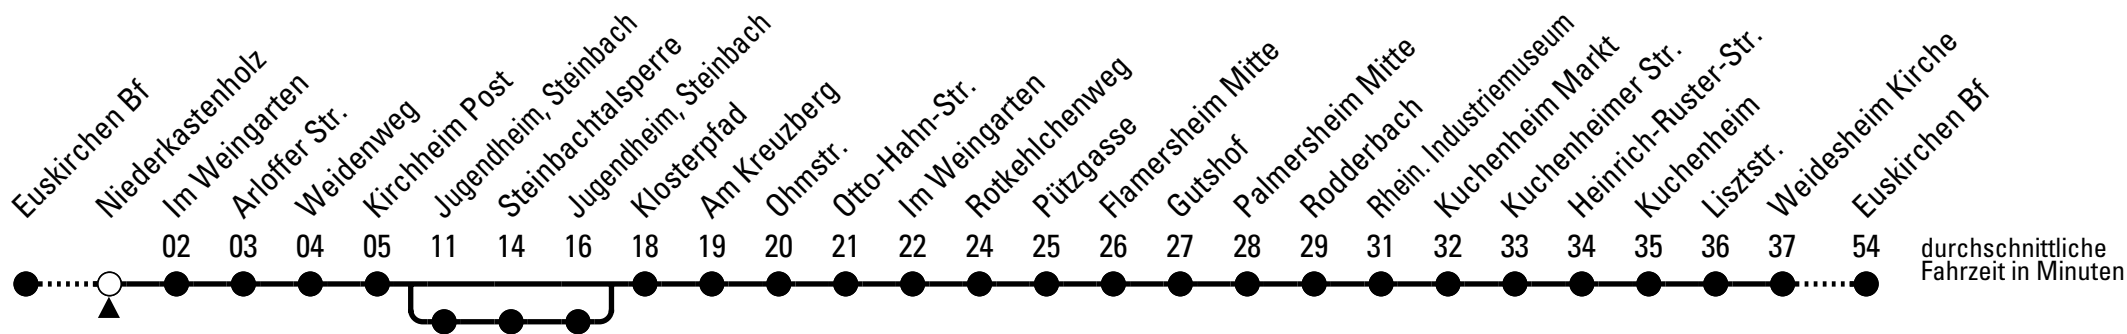 Euskirchen Bf
Niederkastenholz
Im Weingarten
Arloffer Str.
Weidenweg
Kirchheim Post
Jugendheim, Steinbach
Steinbachtalsperre
Jugendheim, Steinbach
Klosterpfad
Am Kreuzberg
Ohmstr.
Otto-Hahn-Str.
Im Weingarten
Rotkehlchenweg
Pützgasse
Flamersheim Mitte
Gutshof
Palmersheim Mitte
Rodderbach
Rhein. Industriemuseum
Kuchenheim Markt
Kuchenheimer Str.
Heinrich-Ruster-Str.
Kuchenheim
Lisztstr.
Weidesheim Kirche
Euskirchen Bf
02 03 04 05 11 14 16 18 19 20 21 22 24 25 26 27 28 29 31 32 33 34 35 36 37 54
durchschnittliche
Fahrzeit in Minuten